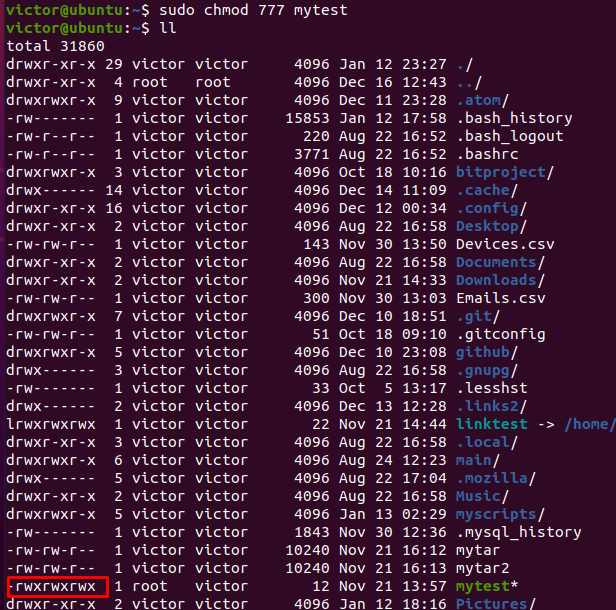 victor@ubuntu:~$ sudo chmod 777 mytest
victor@ubuntu:~$ ll
total 31860
drwxr-xr-x 29 victor victor     4096 Jan 12 23:27 ./
drwxr-xr-x  4 root   root       4096 Dec 16 12:43 ../
drwxrwxr-x  9 victor victor     4096 Dec 11 23:28 .atom/
-rw-------  1 victor victor    15853 Jan 12 17:58 .bash_history
-rw-r--r--  1 victor victor      220 Aug 22 16:52 .bash_logout
-rw-r--r--  1 victor victor     3771 Aug 22 16:52 .bashrc
drwxrwxr-x  3 victor victor     4096 Oct 18 10:16 bitproject/
drwx------ 14 victor victor     4096 Dec 14 11:09 .cache/
drwxr-xr-x 16 victor victor     4096 Dec 12 00:34 .config/
drwxr-xr-x  2 victor victor     4096 Aug 22 16:58 Desktop/
-rw-rw-r--  1 victor victor      143 Nov 30 13:50 Devices.csv
drwxr-xr-x  2 victor victor     4096 Aug 22 16:58 Documents/
drwxr-xr-x  2 victor victor     4096 Nov 21 14:33 Downloads/
-rw-rw-r--  1 victor victor      300 Nov 30 13:03 Emails.csv
drwxrwxr-x  7 victor victor     4096 Dec 10 18:51 .git/
-rw-rw-r--  1 victor victor       51 Oct 18 09:10 .gitconfig
drwxrwxr-x  5 victor victor     4096 Dec 10 23:08 github/
drwx------  3 victor victor     4096 Aug 22 16:58 .gnupg/
-rw-------  1 victor victor       33 Oct  5 13:17 .lesshst
drwx------  2 victor victor     4096 Dec 13 12:28 .links2/
lrwxrwxrwx  1 victor victor       22 Nov 21 14:44 linktest -> /home/
drwxr-xr-x  3 victor victor     4096 Aug 22 16:58 .local/
drwxrwxr-x  6 victor victor     4096 Aug 24 12:23 main/
drwx------  5 victor victor     4096 Aug 22 17:04 .mozilla/
drwxr-xr-x  2 victor victor     4096 Aug 22 16:58 Music/
drwxrwxr-x  5 victor victor     4096 Jan 13 02:29 myscripts/
-rw-------  1 victor victor     1843 Nov 30 12:36 .mysql_history
-rw-rw-r--  1 victor victor    10240 Nov 21 16:12 mytar
-rw-rw-r--  1 victor victor    10240 Nov 21 16:13 mytar2
-rwxrwxrwx  1 root   victor       12 Nov 21 13:57 mytest*
drwxr-xr-x  2 victor victor     4096 Jan 12 18:16 Pictures/